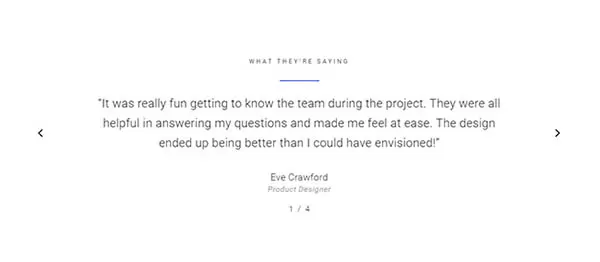 WHAT THEY'RE SAYING
"It was really fun getting to know the team during the project. They were all
helpful in answering my questions and made me feel at ease. The design
ended up being better than I could have envisioned!"
Eve Crawford
Product Designer
1 / 4